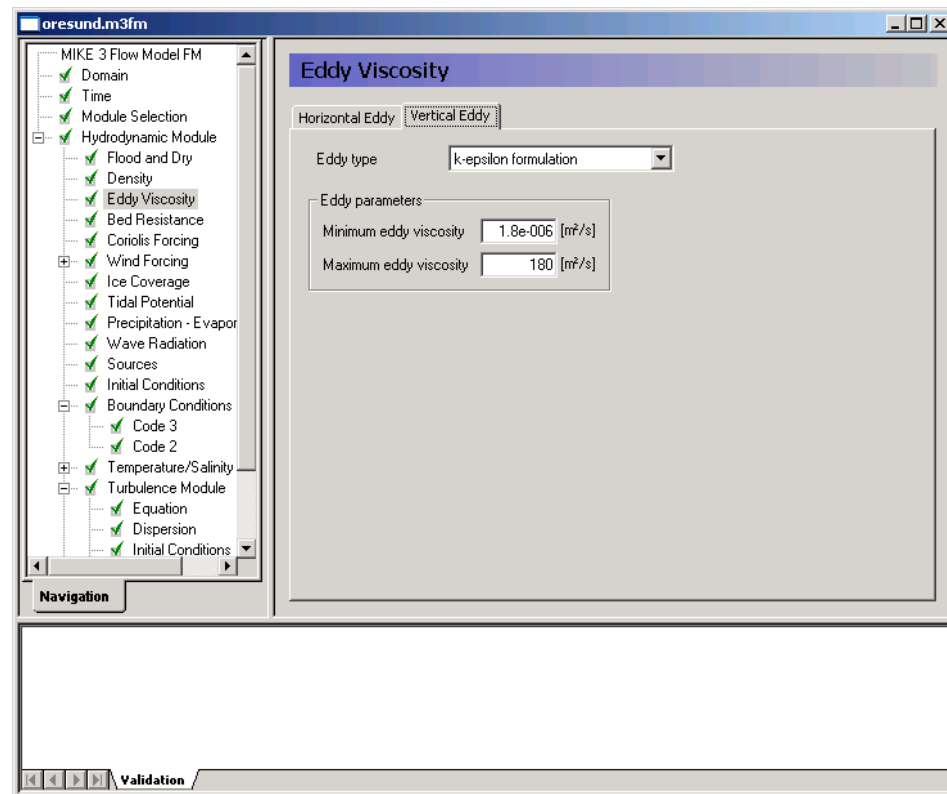 oresund.m3fm
MIKE 3 Flow Model FM
Domain
Time
Module Selection
Hydrodynamic Module
Flood and Dry
Density
Eddy Viscosity
Bed Resistance
Coriolis Forcing
Wind Forcing
Ice Coverage
Tidal Potential
Precipitation - Evapor
Wave Radiation
Sources
Initial Conditions
Boundary Conditions
Code 3
Code 2
Temperature/Salinity
Turbulence Module
Equation
Dispersion
Initial Conditions
Navigation
Eddy Viscosity
Horizontal Eddy Vertical Eddy
Eddy type k-epsilon formulation
Eddy parameters
Minimum eddy viscosity 1.8e-006 [m²/s]
Maximum eddy viscosity 180 [m²/s]
Validation